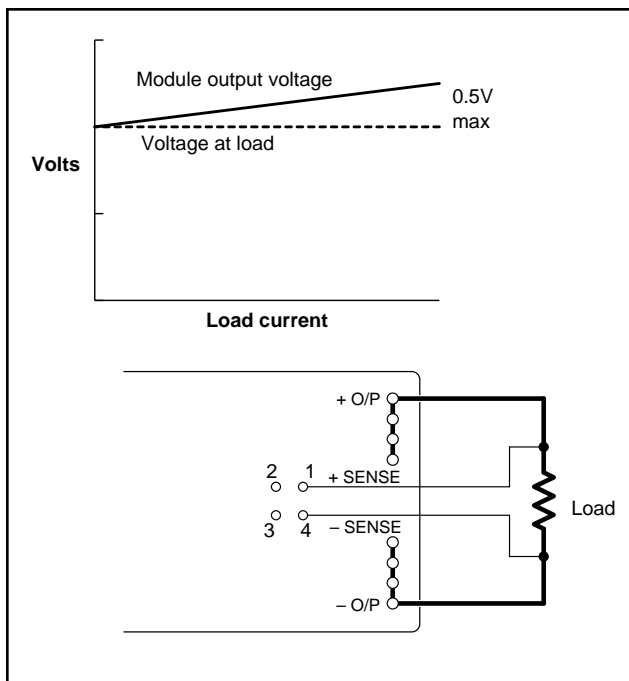 Module output voltage
0.5V
max
Voltage at load
Volts
Load current
+ O/P
2 1
+ SENSE
3 4
– SENSE
Load
– O/P